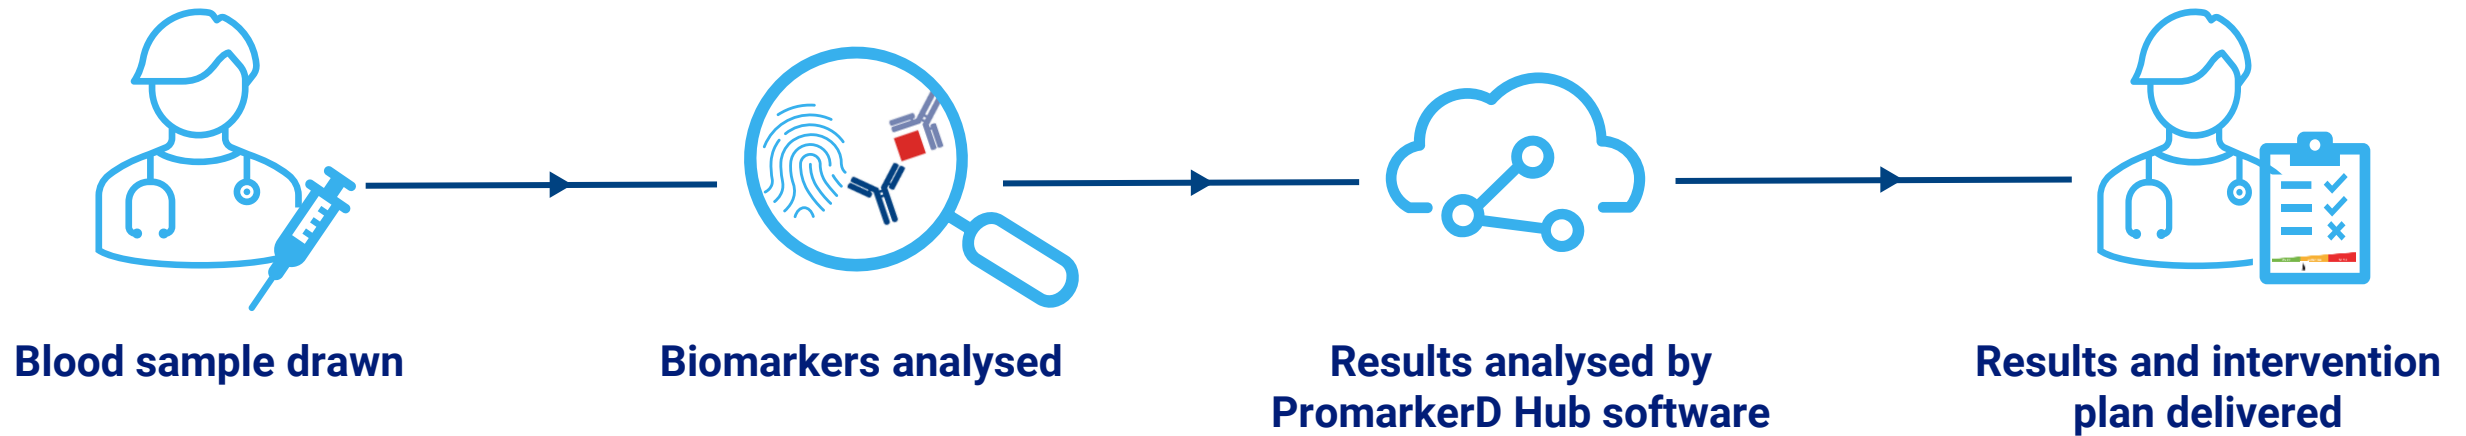 Blood sample drawn
Biomarkers analysed
Results analysed by
PromarkerD Hub software
Results and intervention
plan delivered